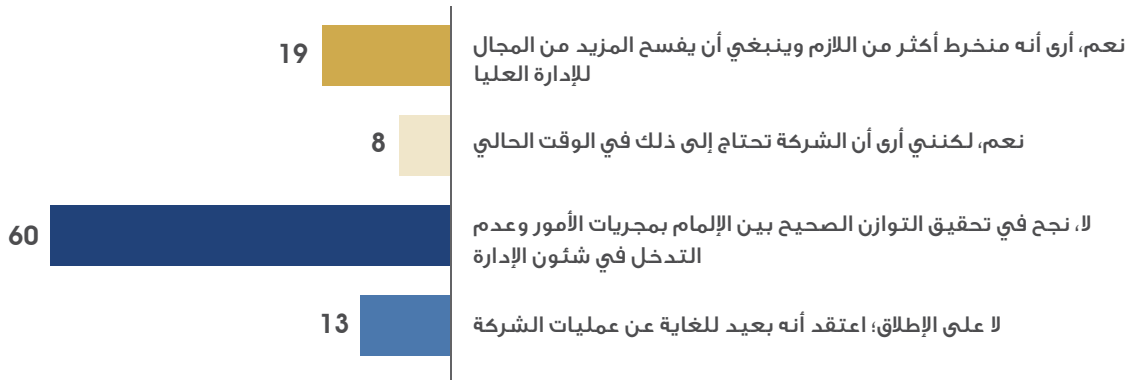 نعم، أرى أنه منخرط أكثر من اللازم وينبغي أن يفسح المزيد من المجال
للإدارة العليا
19
نعم، لكنني أرى أن الشركة تحتاج إلى ذلك في الوقت الحالي
8
لا، نجح في تحقيق التوازن الصحيح بين الإلمام بمجريات الأمور وعدم
التدخل في شئون الإدارة
60
لا على الإطلاق؛ اعتقد أنه بعيد للغاية عن عمليات الشركة
13